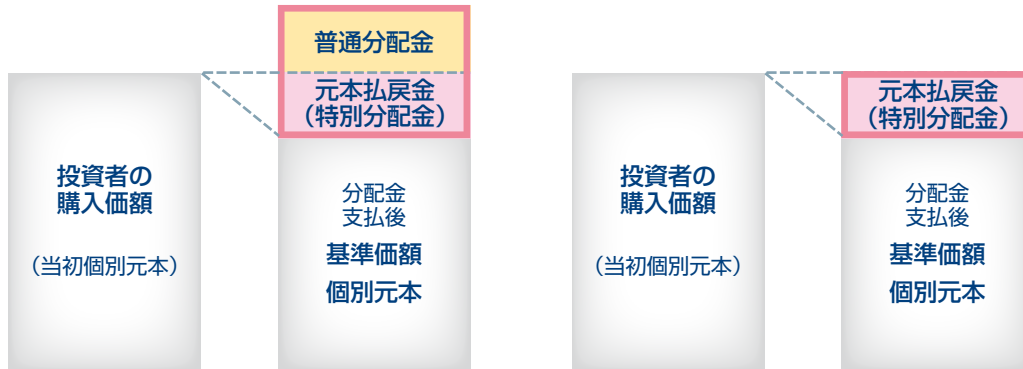 普通分配金
元本払戻金
（特別分配金）
投資者の
購入価額
（当初個別元本）
分配金
支払後
基準価額
個別元本
元本払戻金
（特別分配金）
投資者の
購入価額
（当初個別元本）
分配金
支払後
基準価額
個別元本